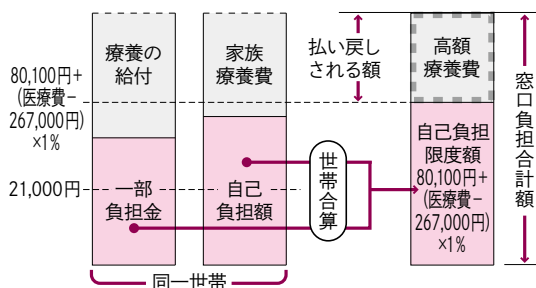 療養の
給付
家族
療養費
払い戻し
される額
高額
療養費
80,100円+
(医療費−
267,000円)
×1%
21,000円
一部
負担金
自己
負担額
世帯合算
自己負担
限度額
80,100円+
(医療費−
267,000円)
×1%
窓口負担合計額
同一世帯